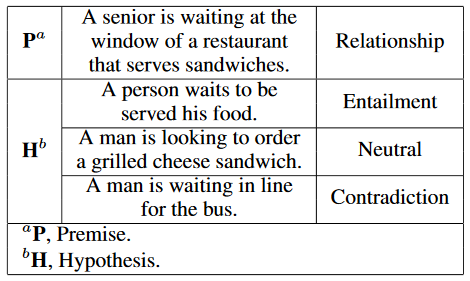 P^a
A senior is waiting at the
window of a restaurant
that serves sandwiches.
Relationship
H^b
A person waits to be
served his food.
Entailment
A man is looking to order
a grilled cheese sandwich.
Neutral
A man is waiting in line
for the bus.
Contradiction
^aP, Premise.
^bH, Hypothesis.